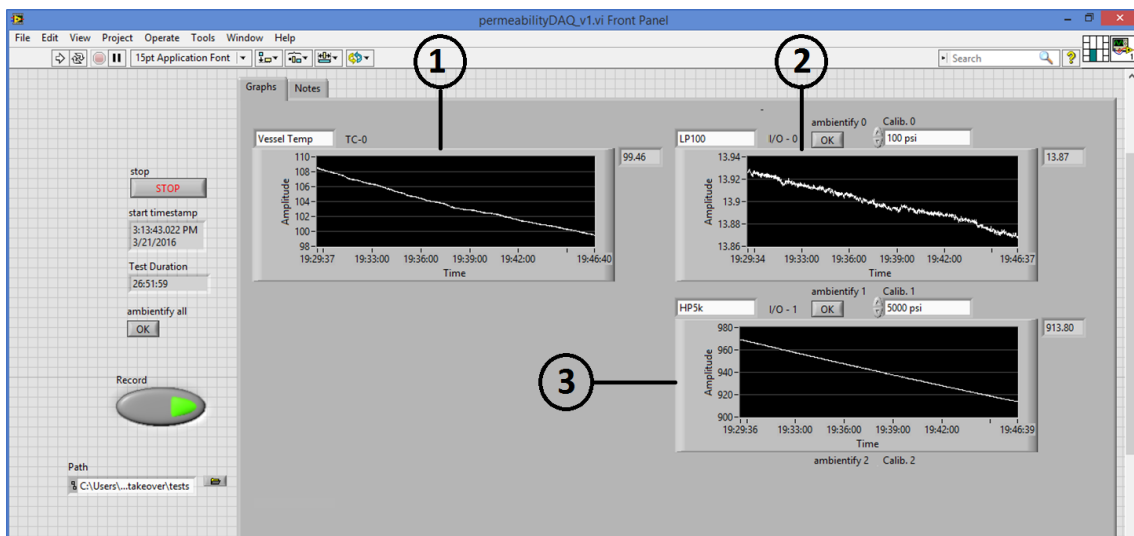 permeabilityDAQ_v1.vi Front Panel
File Edit View Project Operate Tools Window Help
15pt Application Font
Search
1
2
3
Graphs Notes
Vessel Temp TC-0
99.46
110
108
106
104
102
100
98
Amplitude
19:29:37 19:33:00 19:36:00 19:39:00 19:42:00 19:46:40
Time
ambientify 0 Calib. 0
LP100 I/O - 0 OK 100 psi
13.87
13.94
13.92
13.9
13.88
13.86
Amplitude
19:29:34 19:33:00 19:36:00 19:39:00 19:42:00 19:46:37
Time
ambientify 1 Calib. 1
HP5k I/O - 1 OK 5000 psi
913.80
980
960
940
920
900
Amplitude
19:29:36 19:33:00 19:36:00 19:39:00 19:42:00 19:46:39
Time
ambientify 2 Calib. 2
stop
STOP
start timestamp
3:13:43.022 PM
3/21/2016
Test Duration
26:51:59
ambientify all
OK
Record
Path
C:\Users\...takeover\tests